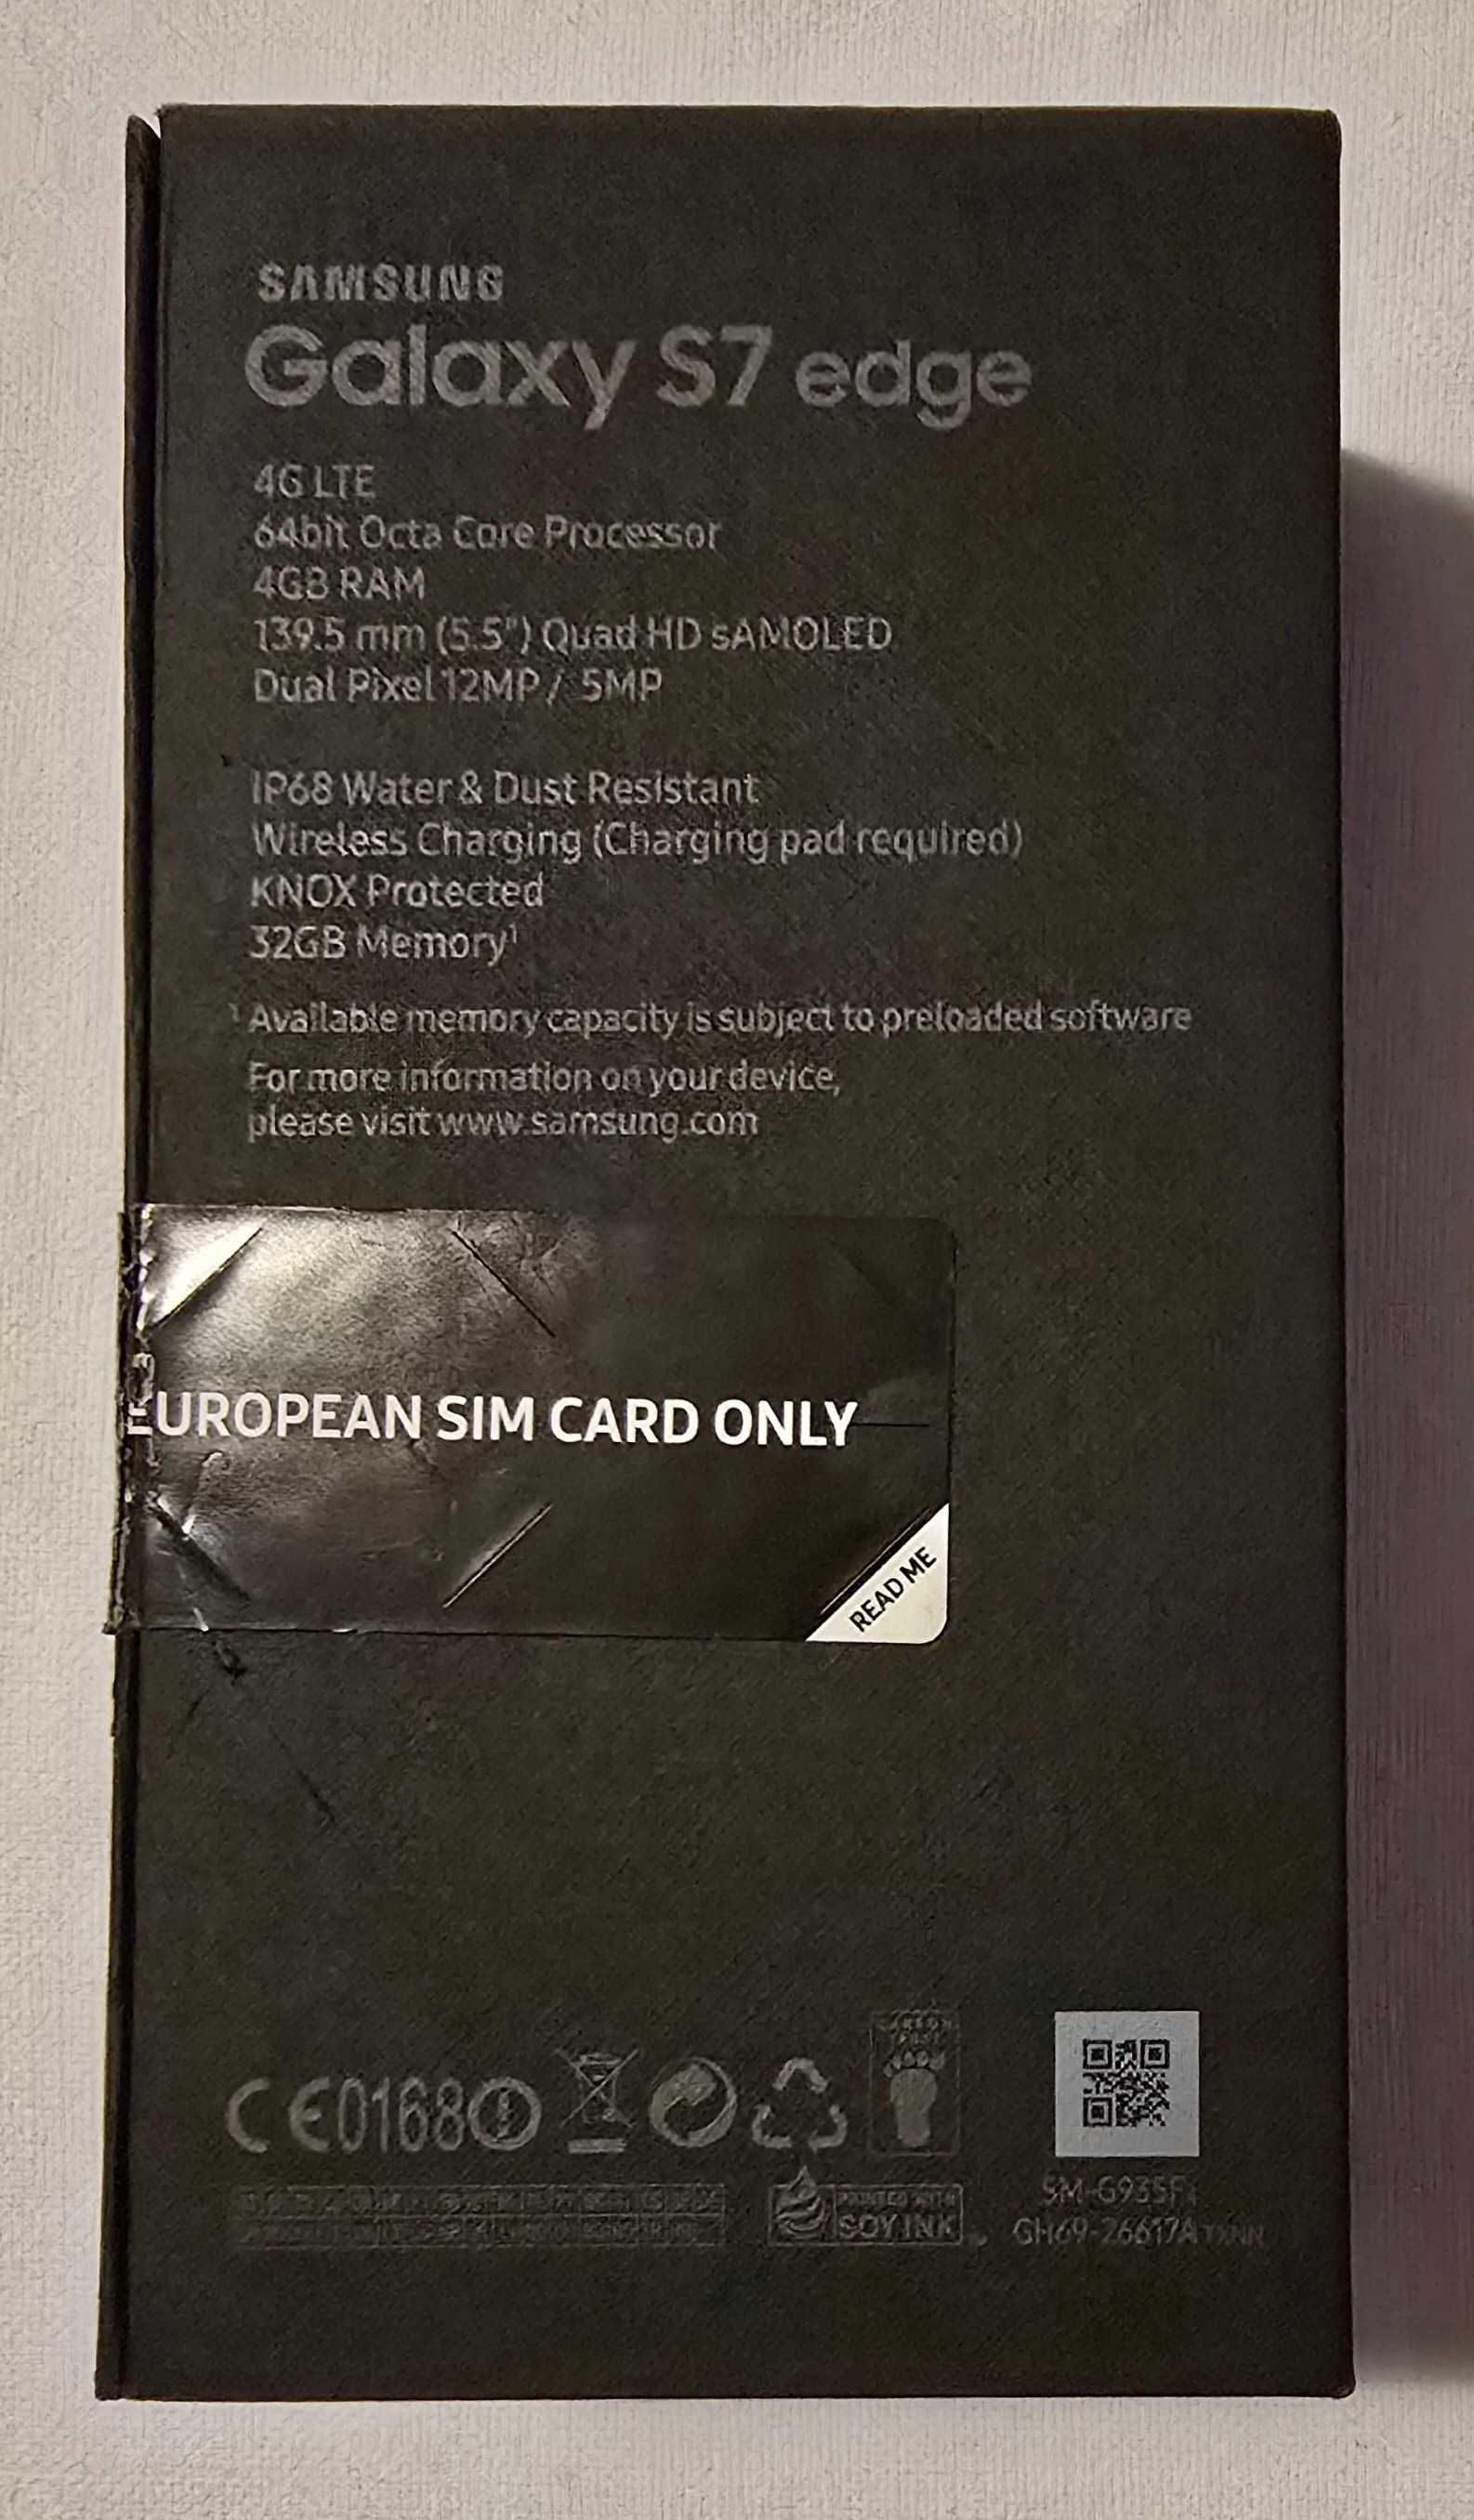 SAMSUNG
Galaxy S7 edge
4G LTE
64bit Octa Core Processor
4GB RAM
139.5 mm (5.5") Quad HD sAMOLED
Dual Pixel 12MP / 5MP
IP68 Water & Dust Resistant
Wireless Charging (Charging pad required)
KNOX Protected
32GB Memory¹
¹ Available memory capacity is subject to preloaded software
For more information on your device,
please visit www.samsung.com
EUROPEAN SIM CARD ONLY
READ ME
CE0168
CARBON
PRINTED WITH
SOY INK
SM-G935F
GH69-26617A